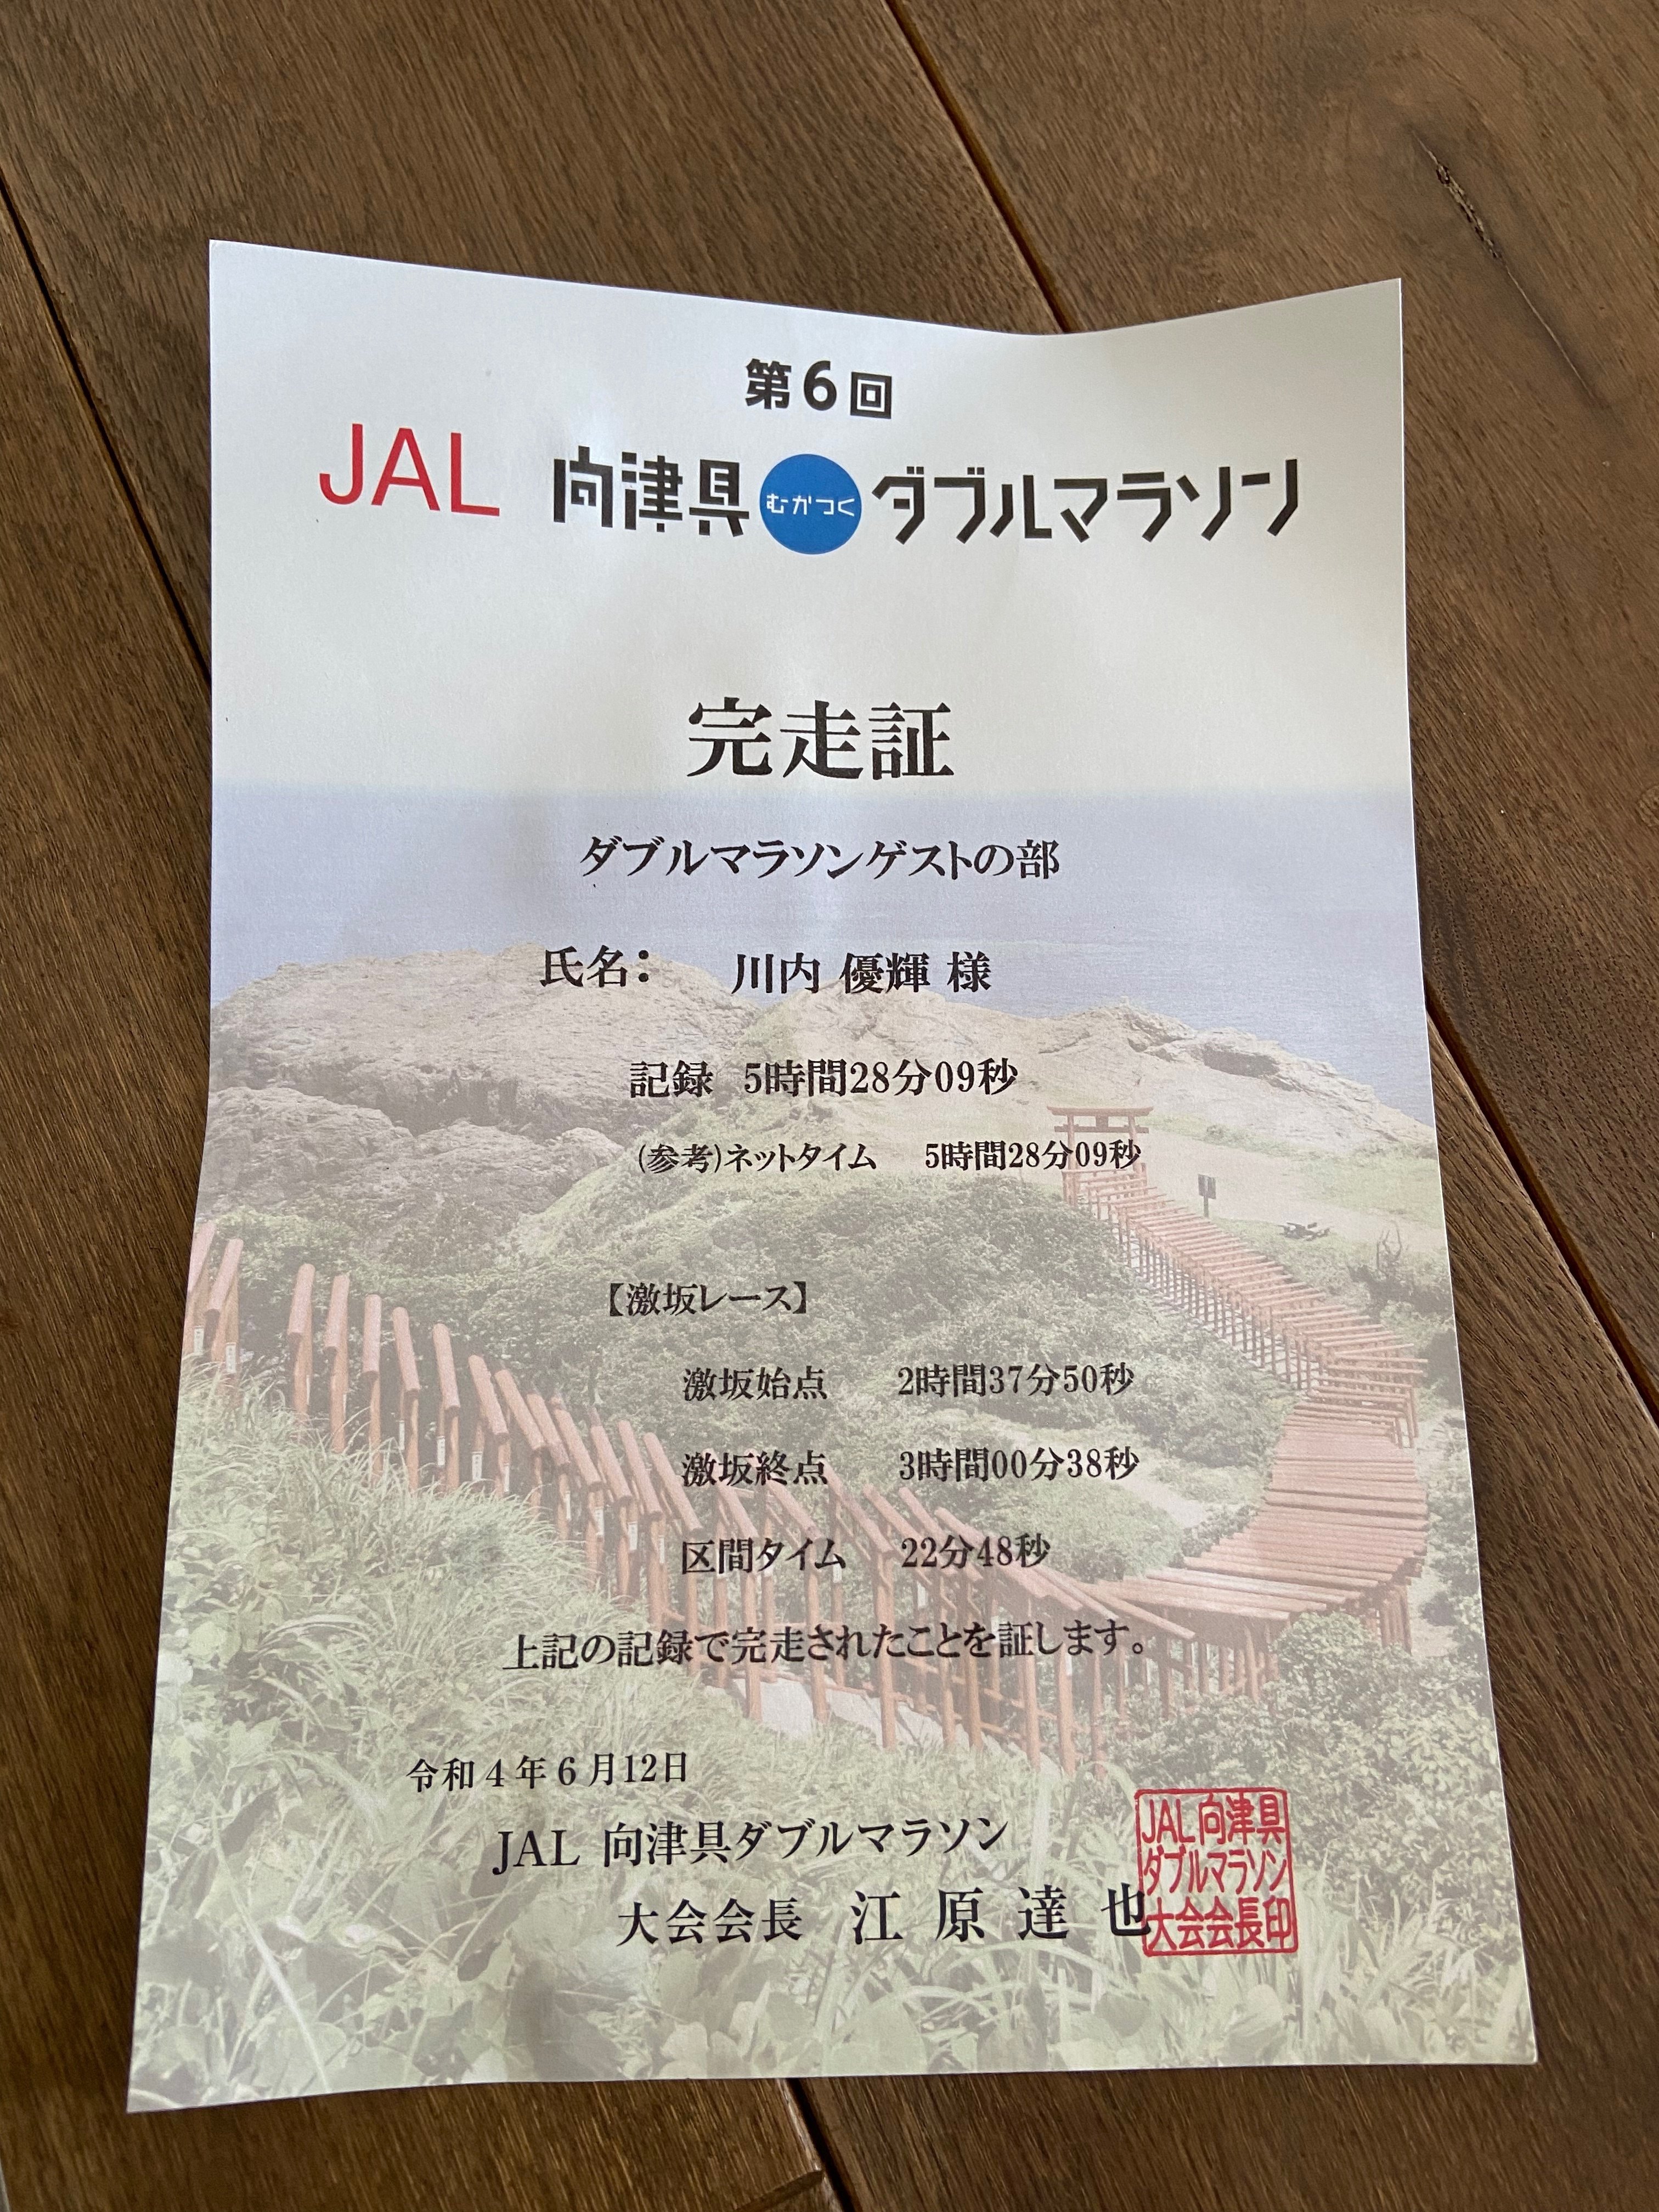 第6回
JAL 向津具 むかつく ダブルマラソン
完走証
ダブルマラソンゲストの部
氏名： 川内 優輝 様
記録 5時間28分09秒
(参考)ネットタイム 5時間28分09秒
【激坂レース】
激坂始点 2時間37分50秒
激坂終点 3時間00分38秒
区間タイム 22分48秒
上記の記録で完走されたことを証します。
令和４年６月12日
JAL 向津具ダブルマラソン
大会会長 江原達也
JAL向津具
ダブルマラソン
大会会長印